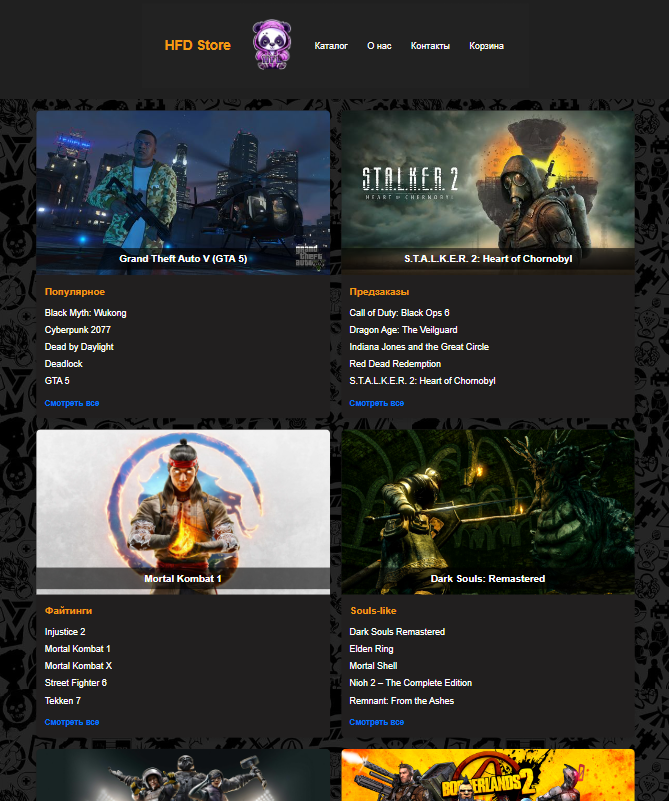 HFD Store
Каталог О нас Контакты Корзина
S.T.A.L.K.E.R. 2
HEART OF CHORNOBYL
grand
theft
auto
Grand Theft Auto V (GTA 5)
S.T.A.L.K.E.R. 2: Heart of Chornobyl
Популярное
Black Myth: Wukong
Cyberpunk 2077
Dead by Daylight
Deadlock
GTA 5
Смотреть все
Предзаказы
Call of Duty: Black Ops 6
Dragon Age: The Veilguard
Indiana Jones and the Great Circle
Red Dead Redemption
S.T.A.L.K.E.R. 2: Heart of Chornobyl
Смотреть все
Mortal Kombat 1
Dark Souls: Remastered
Файтинги
Injustice 2
Mortal Kombat 1
Mortal Kombat X
Street Fighter 6
Tekken 7
Смотреть все
Souls-like
Dark Souls Remastered
Elden Ring
Mortal Shell
Nioh 2 – The Complete Edition
Remnant: From the Ashes
Смотреть все
BORDERLANDS 2